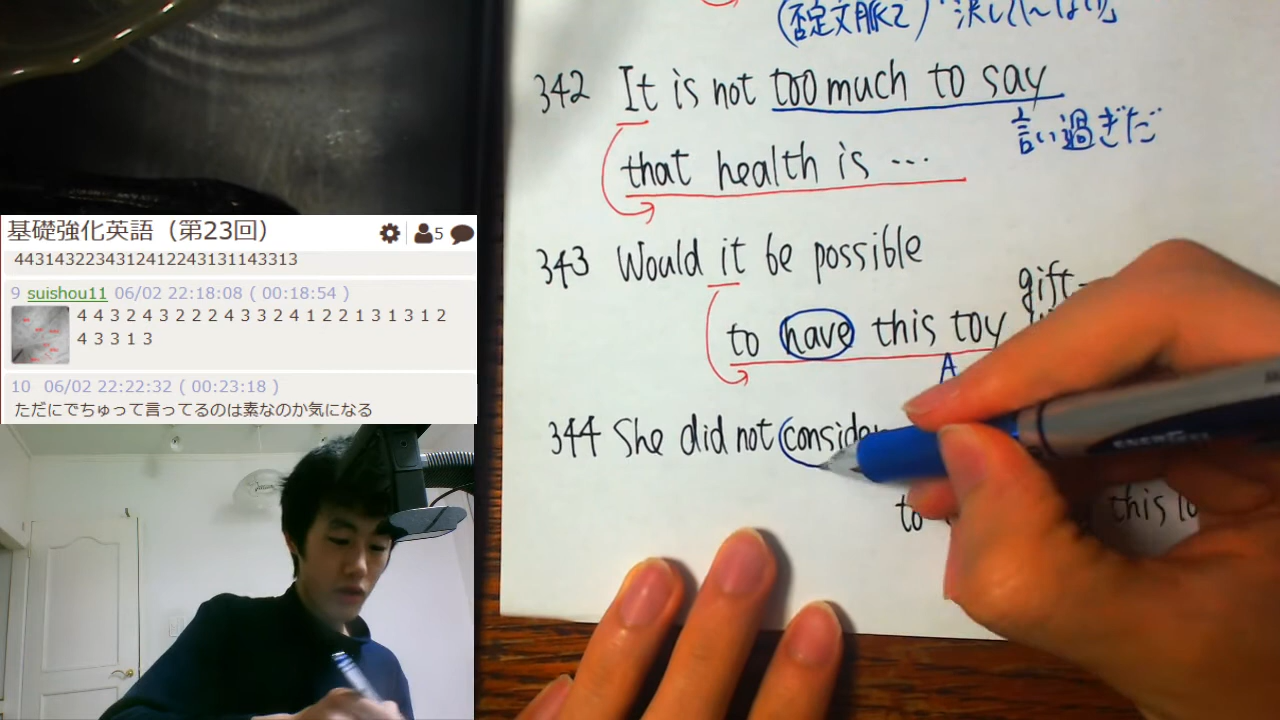 (否定文脈で)「決して〜ない」
342 It is not too much to say
言い過ぎだ
that health is ...
343 Would it be possible
gift-
to have this toy
A
344 She did not consider
to
this lo
基礎強化英語（第23回）
5
443143223431241224313114331​3
9 suishou11 06/02 22:18:08 ( 00:18:54 )
4 4 3 2 4 3 2 2 2 4 3 3 2 4 1 2 2 1 3 1 3 1 2
4 3 3 1 3
10 06/02 22:22:32 ( 00:23:18 )
ただにでちゅって言ってるのは素なのか気になる